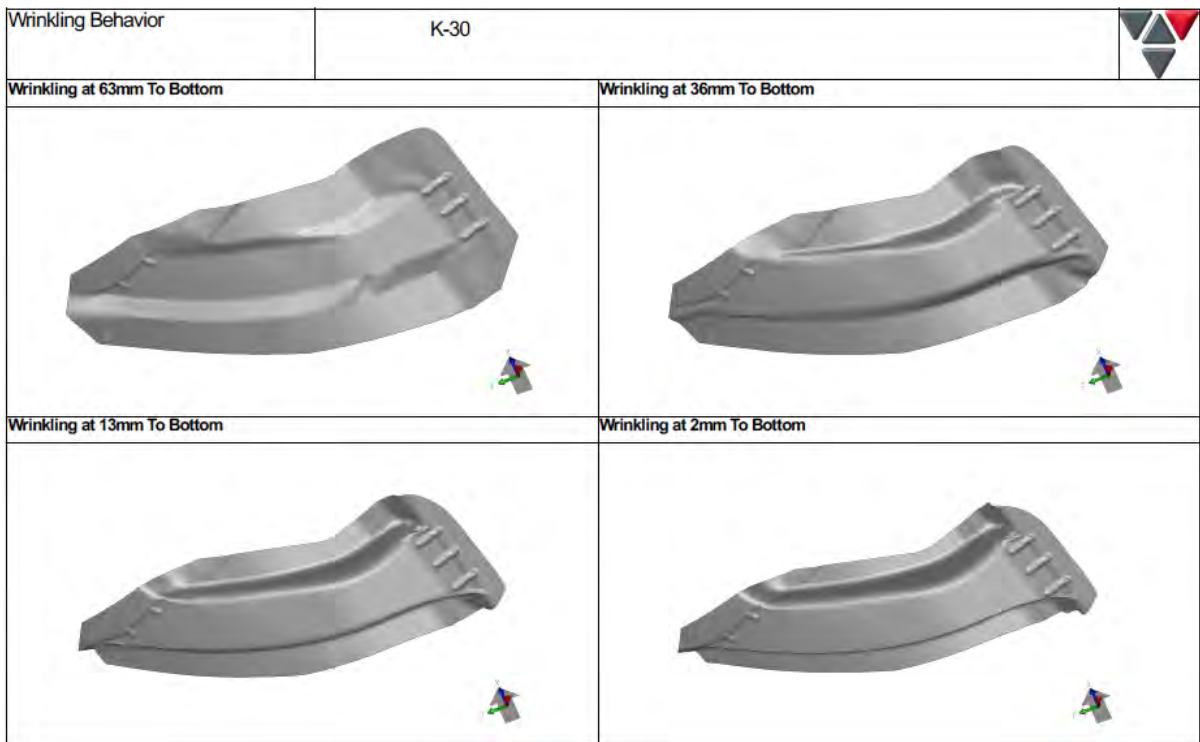 Wrinkling Behavior
K-30
Wrinkling at 63mm To Bottom
Wrinkling at 36mm To Bottom
Wrinkling at 13mm To Bottom
Wrinkling at 2mm To Bottom